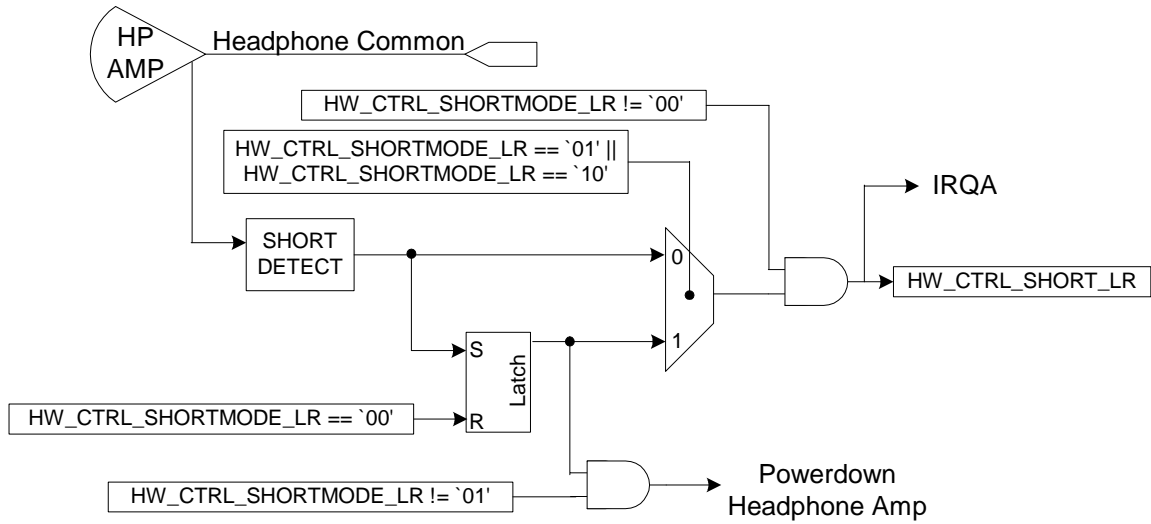 HP
AMP
Headphone Common
HW_CTRL_SHORTMODE_LR != `00'
HW_CTRL_SHORTMODE_LR == `01' ||
HW_CTRL_SHORTMODE_LR == `10'
IRQA
SHORT
DETECT
0
HW_CTRL_SHORT_LR
1
S
Latch
R
HW_CTRL_SHORTMODE_LR == `00'
HW_CTRL_SHORTMODE_LR != `01'
Powerdown
Headphone Amp